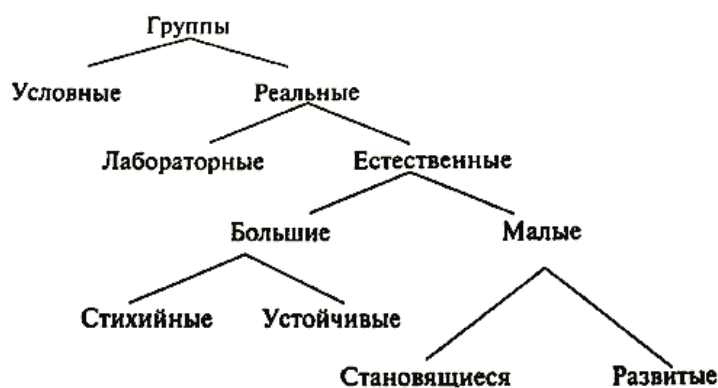 Группы
Условные Реальные
Лабораторные Естественные
Большие Малые
Стихийные Устойчивые
Становящиеся Развитые